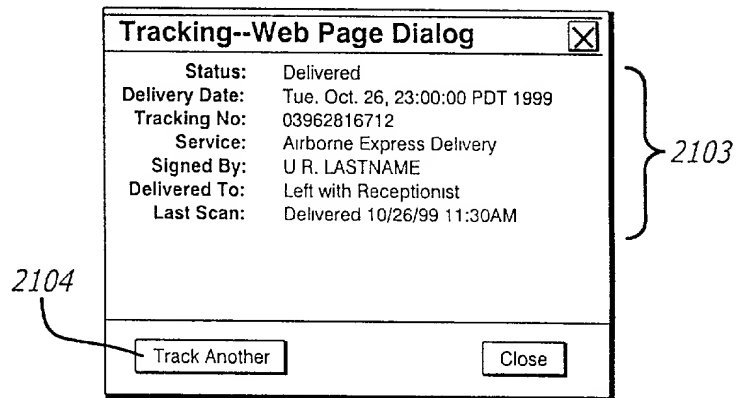 Tracking--Web Page Dialog
Status: Delivered
Delivery Date: Tue. Oct. 26, 23:00:00 PDT 1999
Tracking No: 03962816712
Service: Airborne Express Delivery
Signed By: U R. LASTNAME
Delivered To: Left with Receptionist
Last Scan: Delivered 10/26/99 11:30AM
2103
2104
Track Another Close